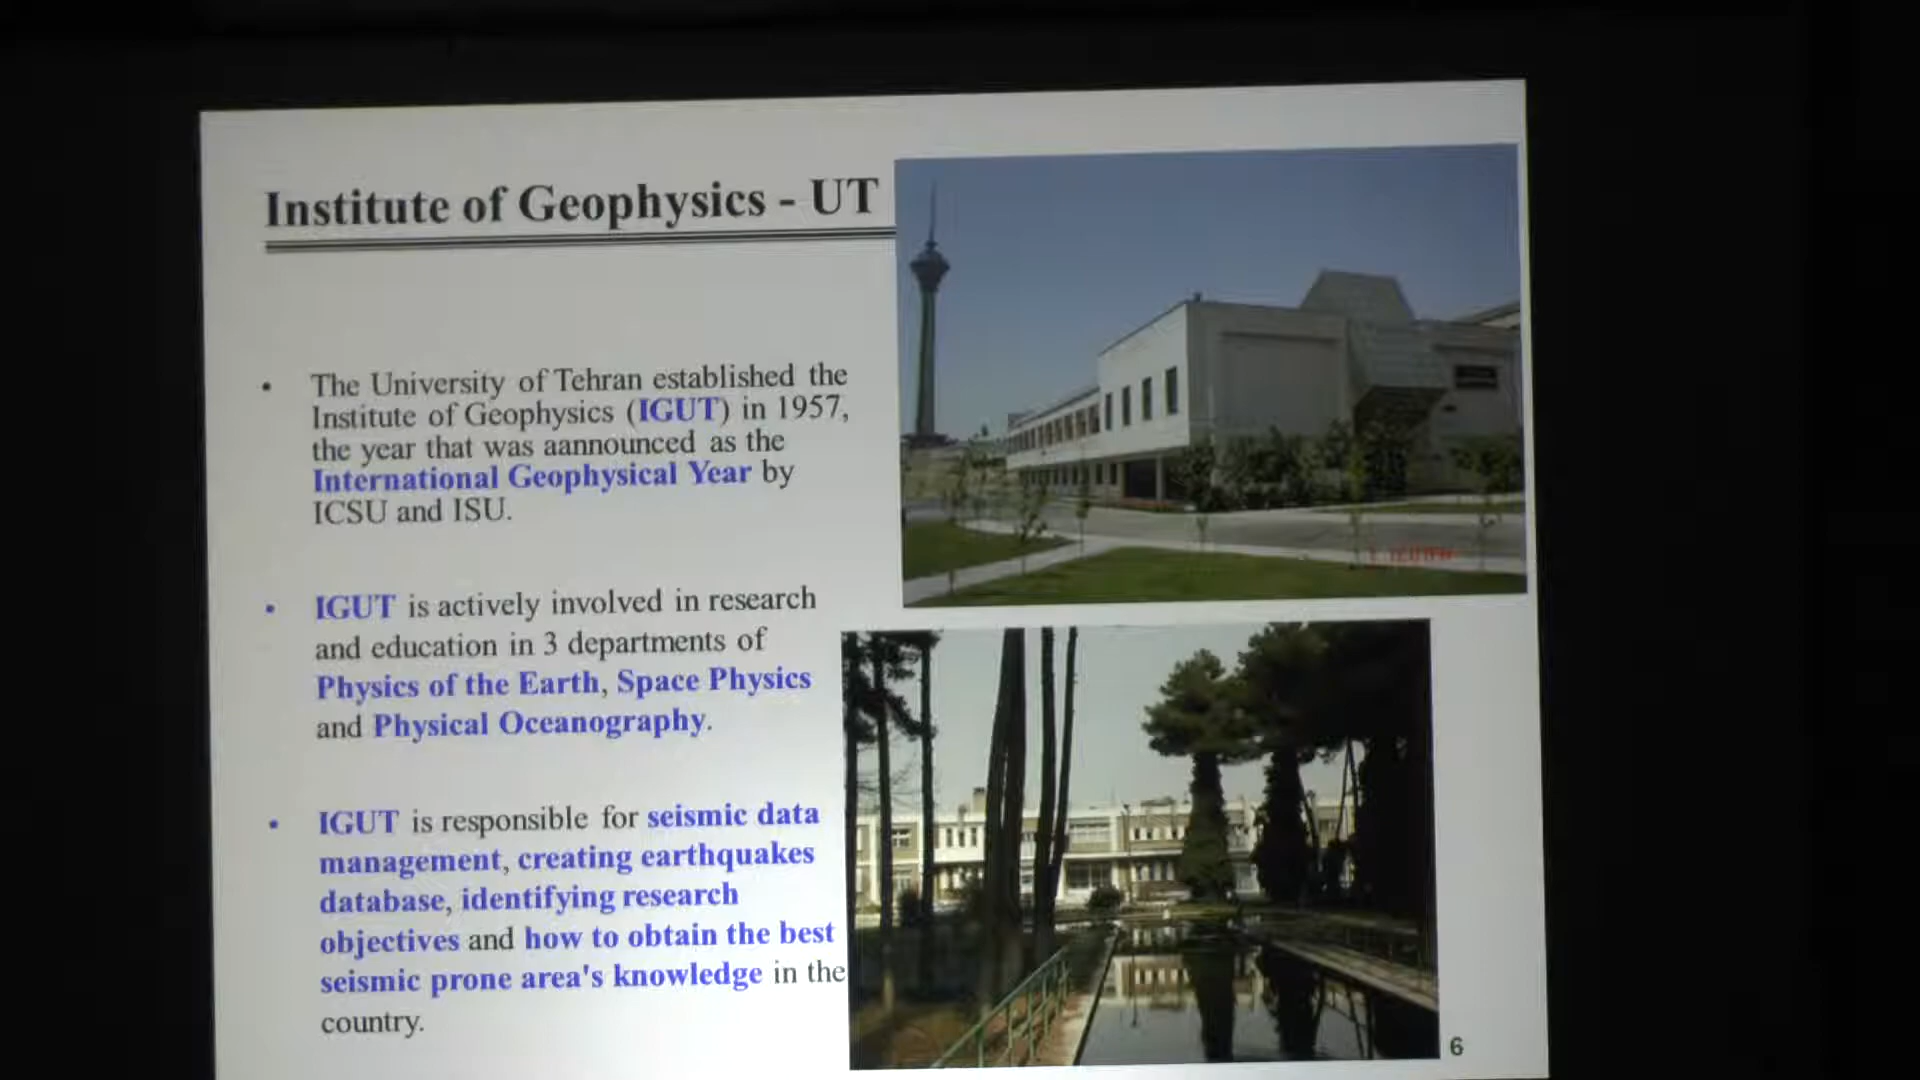 Institute of Geophysics - UT
• The University of Tehran established the
Institute of Geophysics (IGUT) in 1957,
the year that was aannounced as the
International Geophysical Year by
ICSU and ISU.
• IGUT is actively involved in research
and education in 3 departments of
Physics of the Earth, Space Physics
and Physical Oceanography.
• IGUT is responsible for seismic data
management, creating earthquakes
database, identifying research
objectives and how to obtain the best
seismic prone area's knowledge in the
country.
6